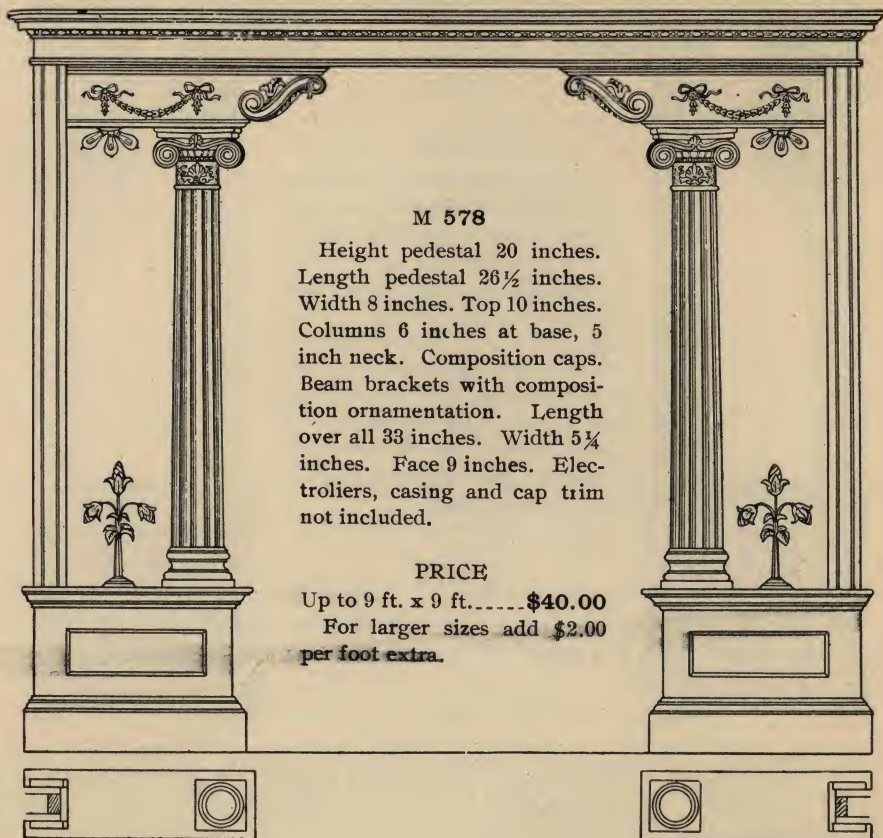 M 578
Height pedestal 20 inches.
Length pedestal 26½ inches.
Width 8 inches. Top 10 inches.
Columns 6 inches at base, 5
inch neck. Composition caps.
Beam brackets with composi-
tion ornamentation. Length
over all 33 inches. Width 5¼
inches. Face 9 inches. Elec-
troliers, casing and cap trim
not included.
PRICE
Up to 9 ft. x 9 ft.......$40.00
For larger sizes add $2.00
per foot extra.